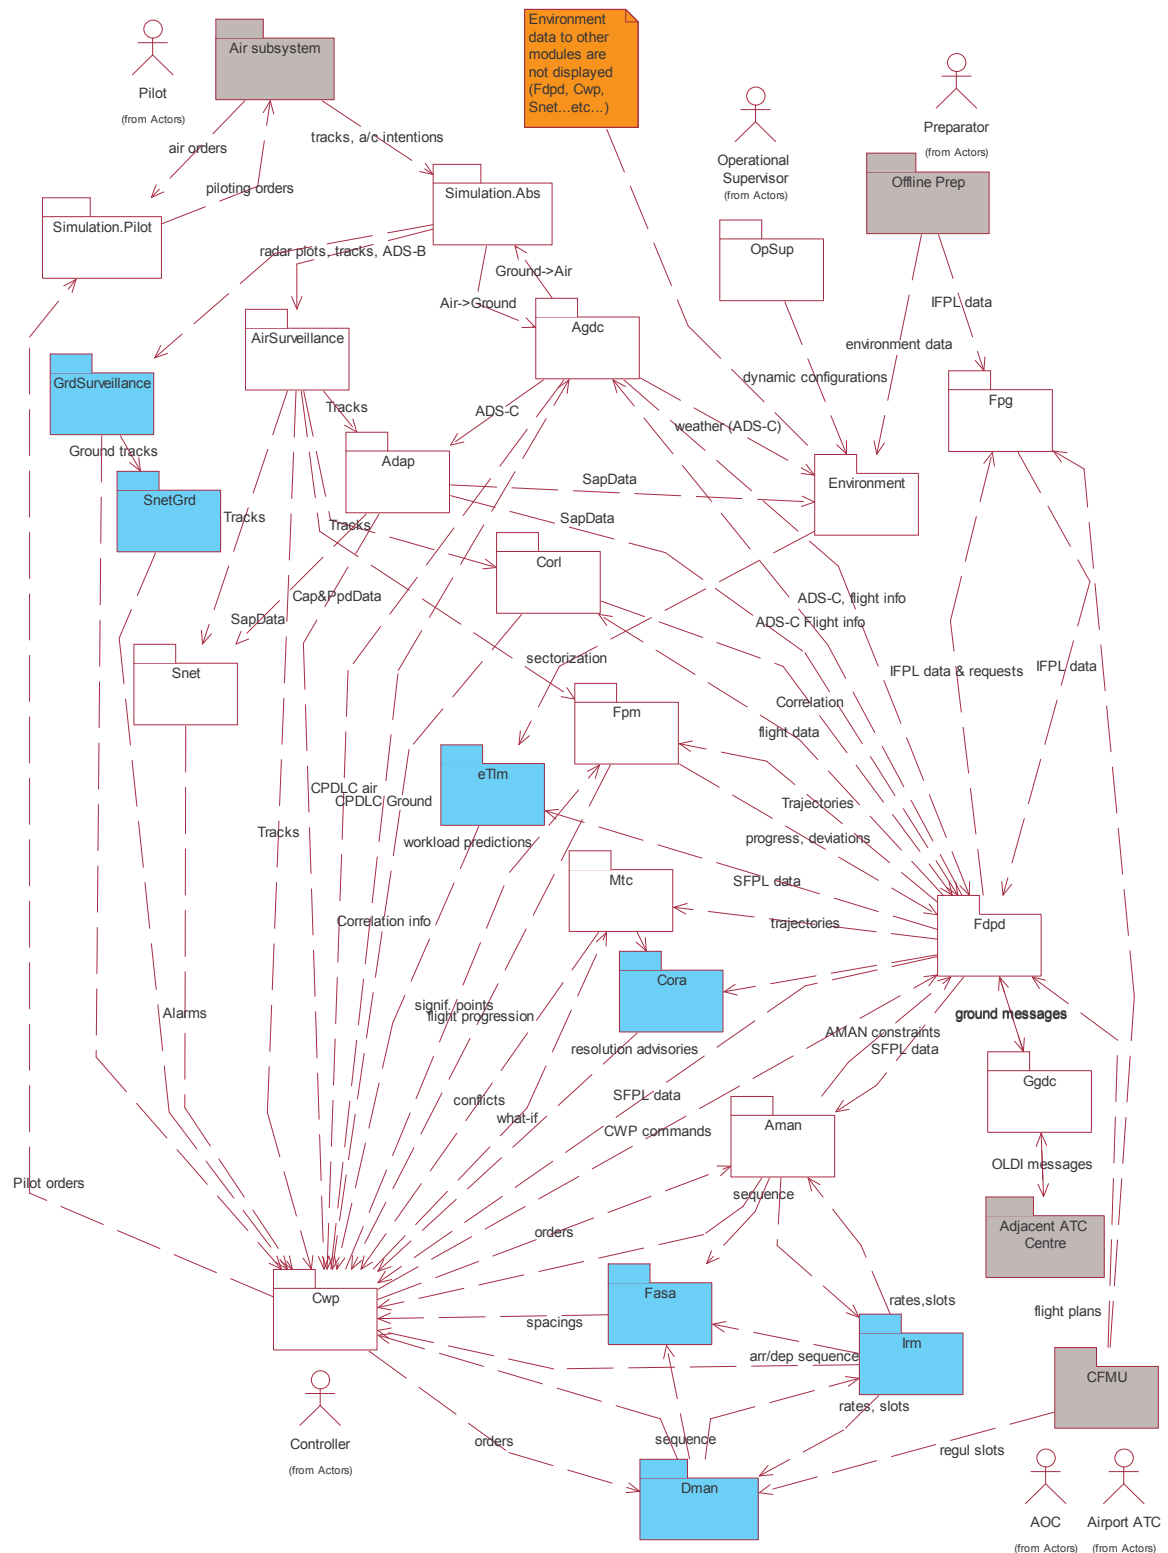 Environment
data to other
modules are
not displayed
(Fdpd, Cwp,
Snet...etc...)
Air subsystem
Pilot
(from Actors)
Preparator
(from Actors)
Operational
Supervisor
(from Actors)
tracks, a/c intentions
air orders
piloting orders
Offline Prep
Simulation.Abs
Simulation.Pilot
OpSup
radar plots, tracks, ADS-B
Ground->Air
Air->Ground
IFPL data
Agdc
AirSurveillance
environment data
GrdSurveillance
dynamic configurations
Fpg
Tracks
ADS-C
weather (ADS-C)
Ground tracks
Adap
SapData
Environment
SnetGrd
Tracks
Tracks
SapData
Corl
Cap&PpdData
ADS-C, flight info
SapData
ADS-C Flight info
sectorization
Snet
IFPL data & requests
IFPL data
Correlation
Fpm
flight data
eTlm
CPDLC air
CPDLC Ground
Trajectories
Tracks
workload predictions
progress, deviations
Mtc
SFPL data
Correlation info
trajectories
Fdpd
Cora
signif. points
Alarms
flight progression
ground messages
AMAN constraints
resolution advisories
SFPL data
Ggdc
SFPL data
conflicts
what-if
CWP commands
Aman
OLDI messages
Pilot orders
sequence
Adjacent ATC
Centre
orders
Cwp
Fasa
rates,slots
flight plans
spacings
Irm
arr/dep sequence
CFMU
rates, slots
Controller
(from Actors)
orders
sequence
regul slots
Dman
AOC
(from Actors)
Airport ATC
(from Actors)